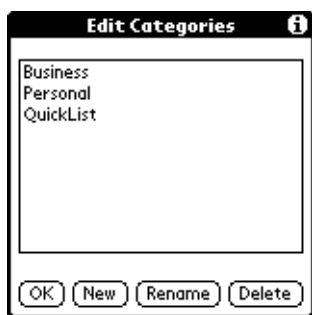 Edit Categories i
Business
Personal
QuickList
OK New Rename Delete